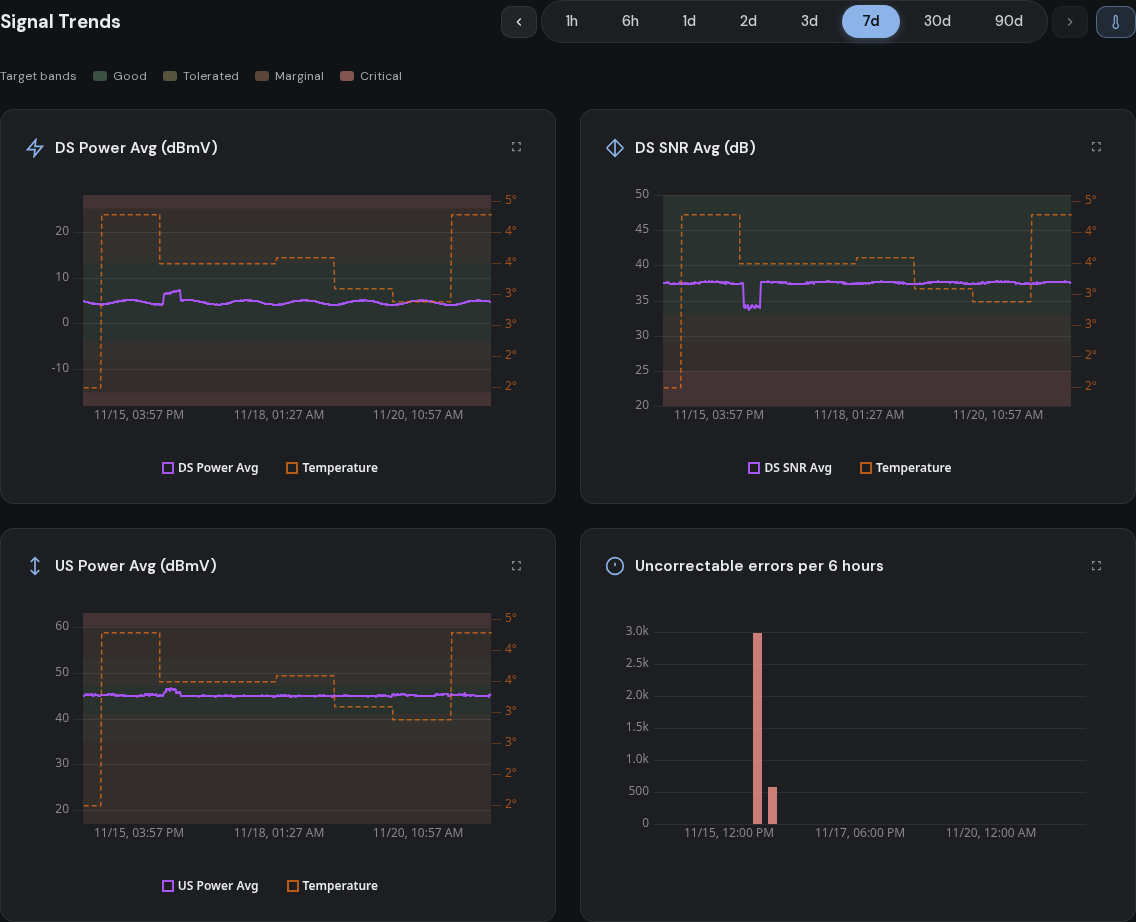 Signal Trends
1h 6h 1d 2d 3d 7d 30d 90d
Target bands Good Tolerated Marginal Critical
DS Power Avg (dBmV)
20
10
0
-10
5°
4°
4°
3°
3°
2°
2°
11/15, 03:57 PM 11/18, 01:27 AM 11/20, 10:57 AM
DS Power Avg Temperature
DS SNR Avg (dB)
50
45
40
35
30
25
20
5°
4°
4°
3°
3°
2°
2°
11/15, 03:57 PM 11/18, 01:27 AM 11/20, 10:57 AM
DS SNR Avg Temperature
US Power Avg (dBmV)
60
50
40
30
20
5°
4°
4°
3°
3°
2°
2°
11/15, 03:57 PM 11/18, 01:27 AM 11/20, 10:57 AM
US Power Avg Temperature
Uncorrectable errors per 6 hours
3.0k
2.5k
2.0k
1.5k
1.0k
500
0
11/15, 12:00 PM 11/17, 06:00 PM 11/20, 12:00 AM